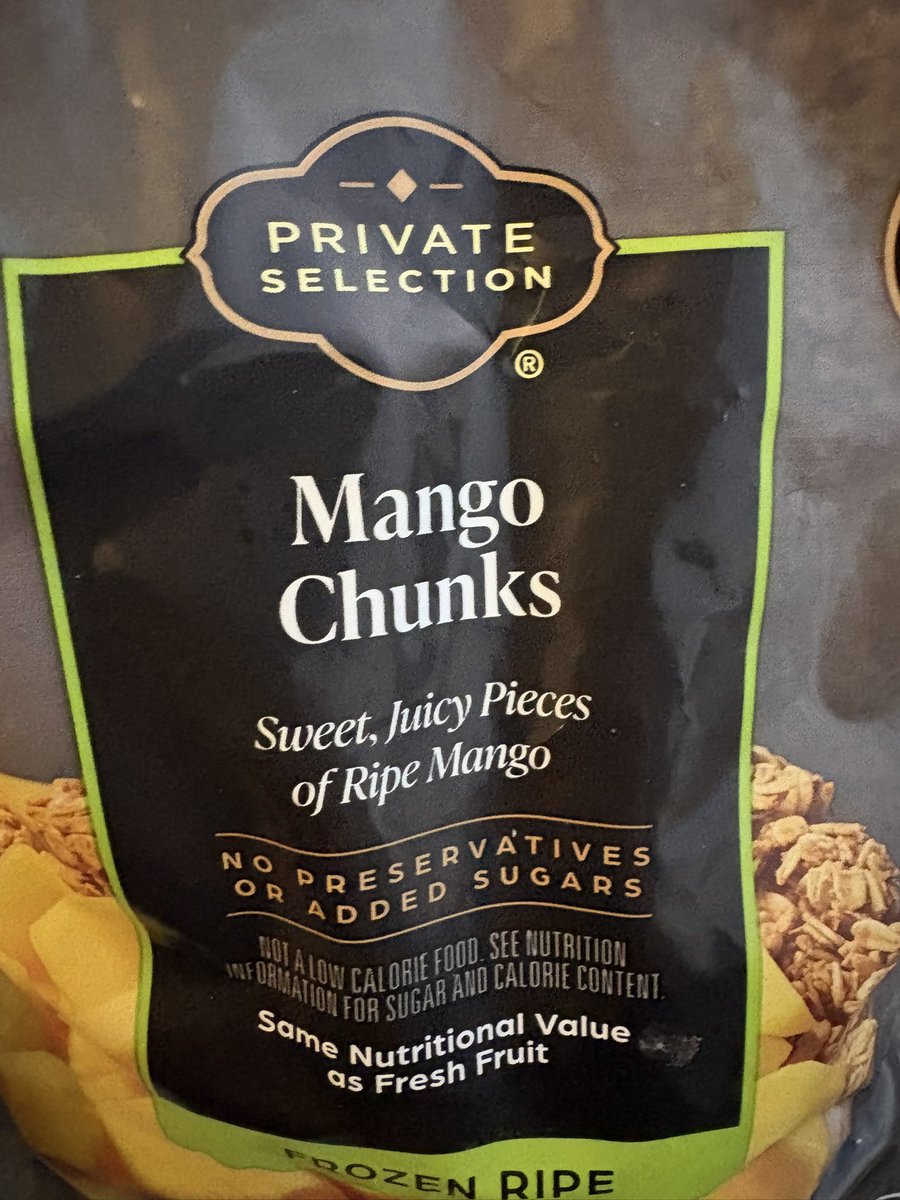 PRIVATE
SELECTION
®
Mango
Chunks
Sweet, Juicy Pieces
of Ripe Mango
NO PRESERVATIVES
OR ADDED SUGARS
NOT A LOW CALORIE FOOD. SEE NUTRITION
INFORMATION FOR SUGAR AND CALORIE CONTENT.
Same Nutritional Value
as Fresh Fruit
FROZEN RIPE